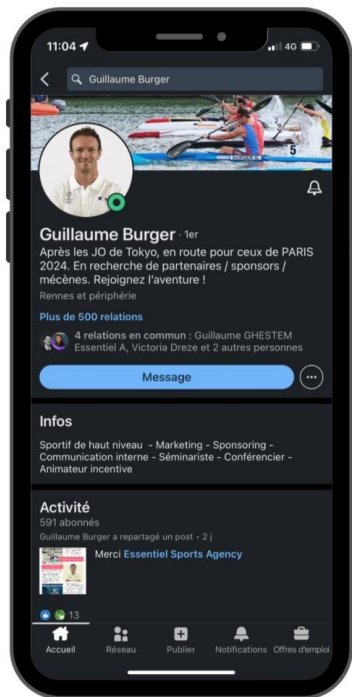 11:04
4G
Guillaume Burger
BURGER G
5
Guillaume Burger · 1er
Après les JO de Tokyo, en route pour ceux de PARIS
2024. En recherche de partenaires / sponsors /
mécènes. Rejoignez l'aventure !
Rennes et périphérie
Plus de 500 relations
4 relations en commun : Guillaume GHESTEM
Essentiel A, Victoria Dreze et 2 autres personnes
Message
Infos
Sportif de haut niveau - Marketing - Sponsoring -
Communication interne - Séminariste - Conférencier -
Animateur incentive
Activité
591 abonnés
Guillaume Burger a repartagé un post • 2 j
Merci Essentiel Sports Agency
13
Accueil
Réseau
Publier
Notifications
Offres d'emploi